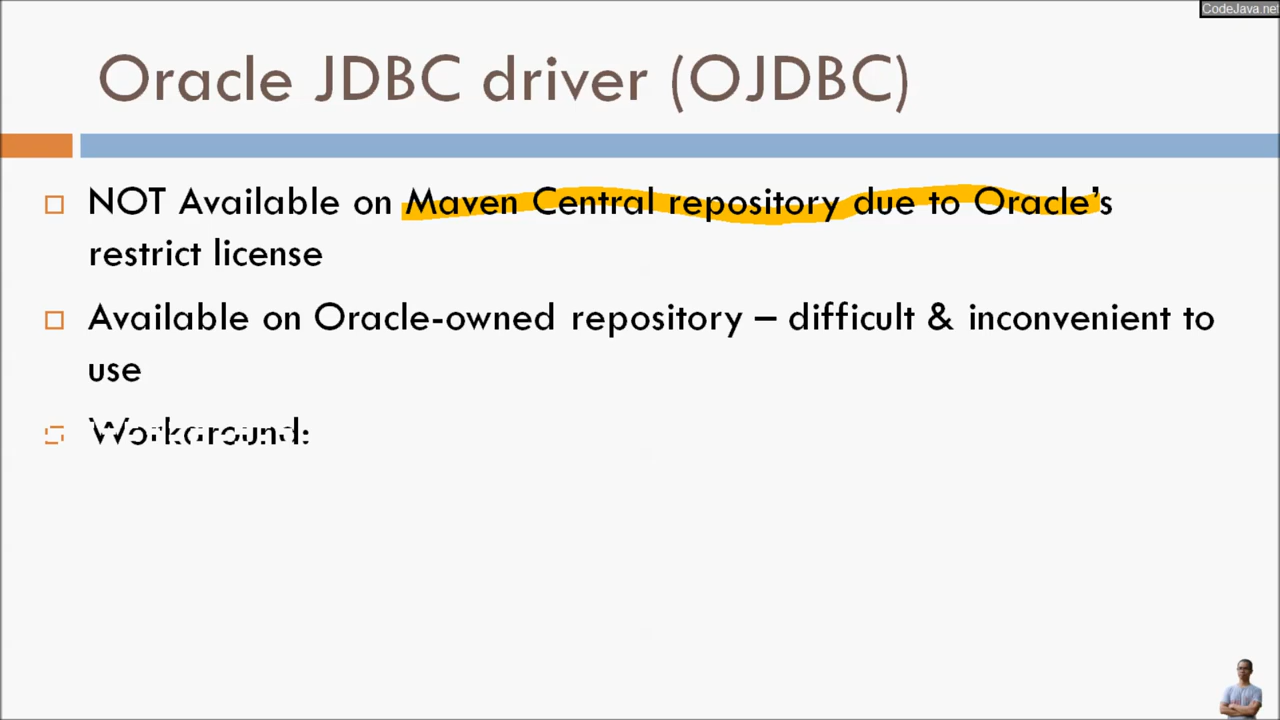 CodeJava.net
Oracle JDBC driver (OJDBC)
NOT Available on Maven Central repository due to Oracle's
restrict license
Available on Oracle-owned repository – difficult & inconvenient to
use
Workaround: